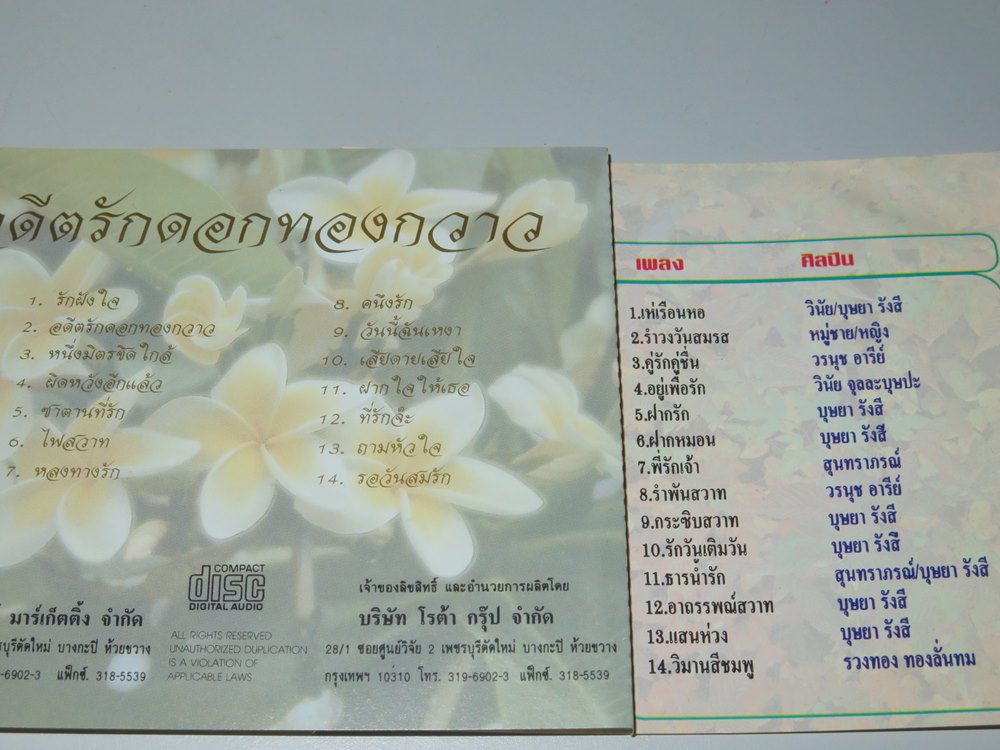 อดีตรักดอกทองกวาว
1. รักฝังใจ
2. อดีตรักดอกทองกวาว
3. หนึ่งมิตรชิดใกล้
4. ผิดหวังอีกแล้ว
5. ซาตานที่รัก
6. ไฟสวาท
7. หลงทางรัก
8. คนึงรัก
9. วันนี้ฉันเหงา
10. เสียดายเสียใจ
11. ฝากใจให้เธอ
12. ที่รักจ๊ะ
13. ถามหัวใจ
14. รอวันสมรัก
มาร์เก็ตติ้ง จำกัด
บุรีตัดใหม่ บางกะปิ ห้วยขวาง
-6902-3 แฟ็กซ์. 318-5539
COMPACT
disc
DIGITAL AUDIO
ALL RIGHTS RESERVED
UNAUTHORIZED DUPLICATION
IS A VIOLATION OF
APPLICABLE LAWS
เจ้าของลิขสิทธิ์ และอำนวยการผลิตโดย
บริษัท โรต้า กรุ๊ป จำกัด
28/1 ซอยศูนย์วิจัย 2 เพชรบุรีตัดใหม่ บางกะปิ ห้วยขวาง
กรุงเทพฯ 10310 โทร. 319-6902-3 แฟ็กซ์. 318-5539
เพลง ศิลปิน
1.เห่เรือนหอ วินัย/บุษยา รังสี
2.รำวงวันสมรส หมู่ชาย/หญิง
3.คู่รักคู่ชื่น วรนุช อารีย์
4.อยู่เพื่อรัก วินัย จุลละบุษปะ
5.ฝากรัก บุษยา รังสี
6.ฝากหมอน บุษยา รังสี
7.พี่รักเจ้า สุนทราภรณ์
8.รำพันสวาท วรนุช อารีย์
9.กระซิบสวาท บุษยา รังสี
10.รักวันเติมวัน บุษยา รังสี
11.ธารน้ำรัก สุนทราภรณ์/บุษยา รังสี
12.อาถรรพณ์สวาท บุษยา รังสี
13.แสนห่วง บุษยา รังสี
14.วิมานสีชมพู รวงทอง ทองลั่นทม